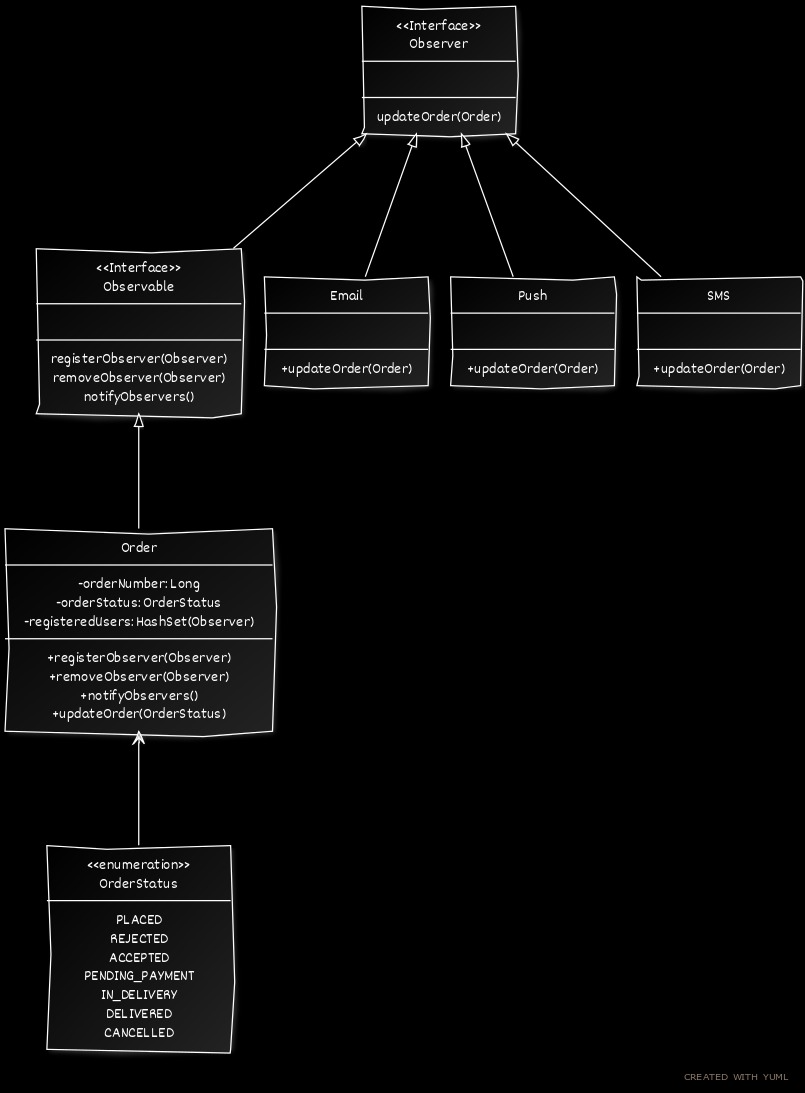 <<Interface>>
Observer
updateOrder(Order)
<<Interface>>
Observable
registerObserver(Observer)
removeObserver(Observer)
notifyObservers()
Email
+updateOrder(Order)
Push
+updateOrder(Order)
SMS
+updateOrder(Order)
Order
-orderNumber: Long
-orderStatus: OrderStatus
-registeredUsers: HashSet(Observer)
+registerObserver(Observer)
+removeObserver(Observer)
+notifyObservers()
+updateOrder(OrderStatus)
<<enumeration>>
OrderStatus
PLACED
REJECTED
ACCEPTED
PENDING_PAYMENT
IN_DELIVERY
DELIVERED
CANCELLED
CREATED WITH YUML